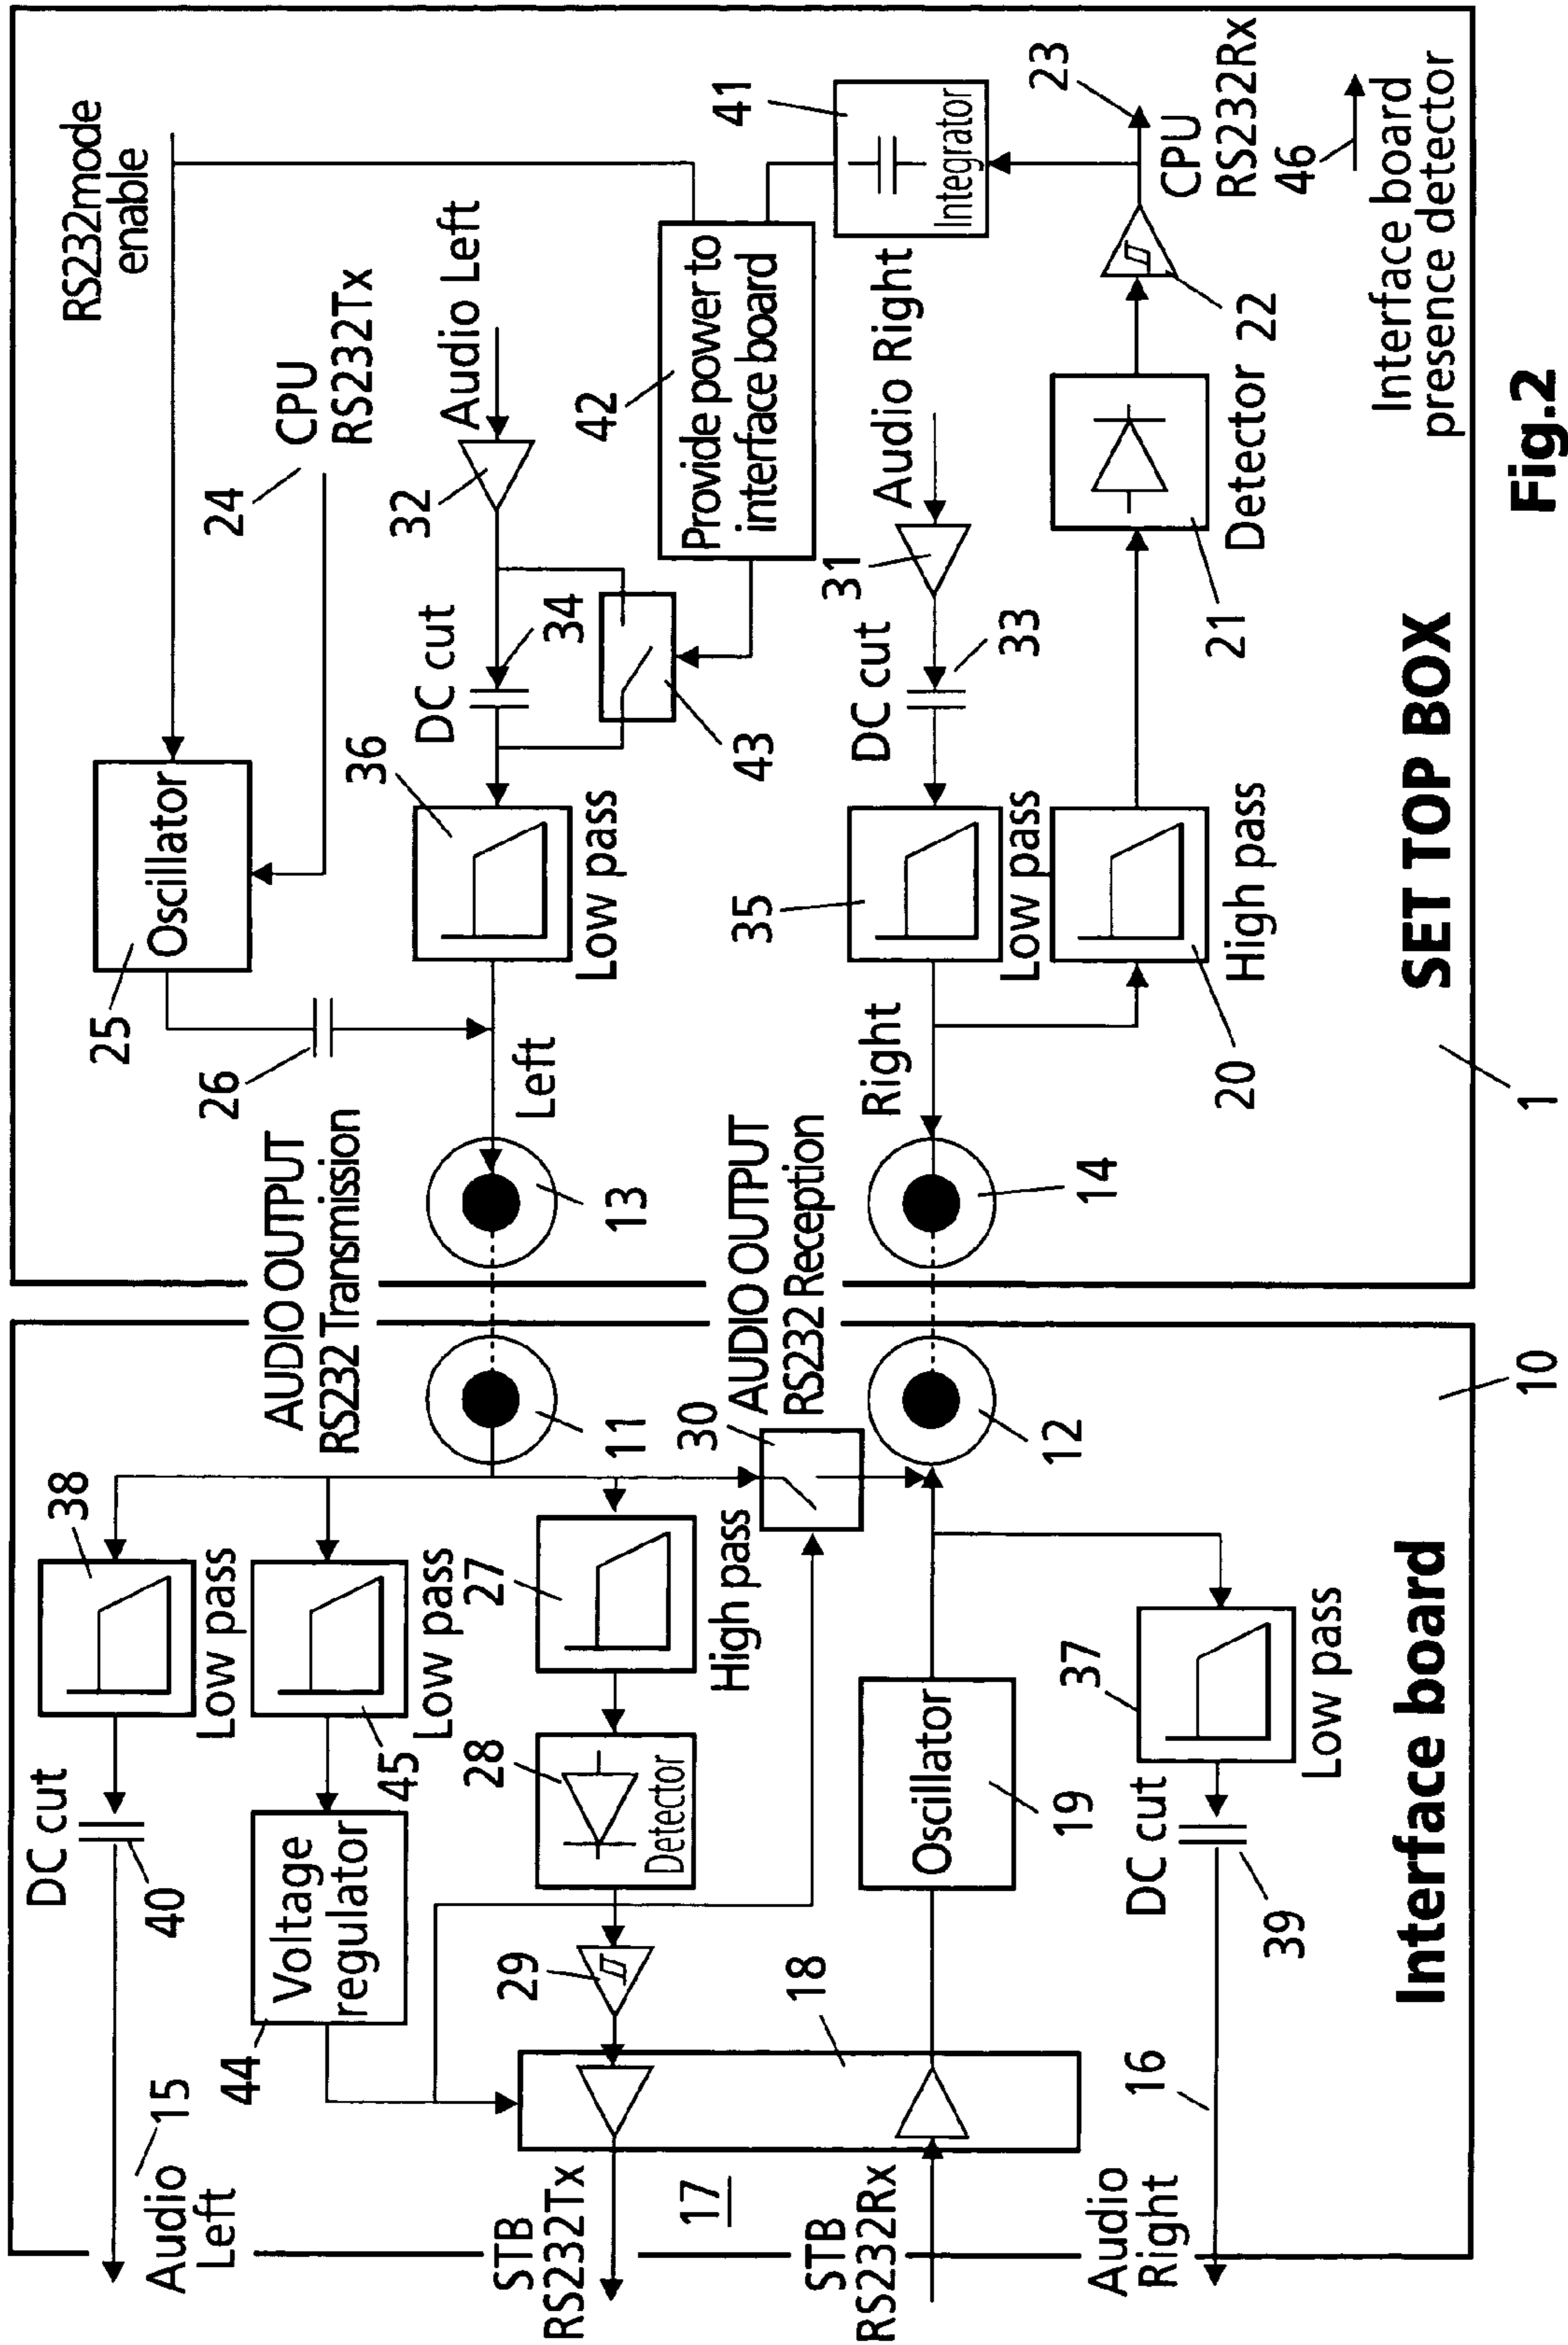 Audio
Left
15
STB
RS232Tx
17
STB
RS232Rx
Audio
Right
16
DC cut
40
38
Low pass
Voltage
regulator
44
45
Low pass
29
28
Detector
27
High pass
18
Oscillator
19
30
DC cut
39
37
Low pass
11
12
Interface board
10
AUDIO OUTPUT
RS232 Transmission
AUDIO OUTPUT
RS232 Reception
13
14
Left
Right
25
Oscillator
26
24
CPU
RS232Tx
RS232mode
enable
36
Low pass
DC cut
34
32
Audio Left
43
42
Provide power to
interface board
41
Integrator
35
Low pass
DC cut
33
31
Audio Right
20
High pass
21
Detector
22
23
CPU
RS232Rx
46
Interface board
presence detector
SET TOP BOX
1
Fig.2